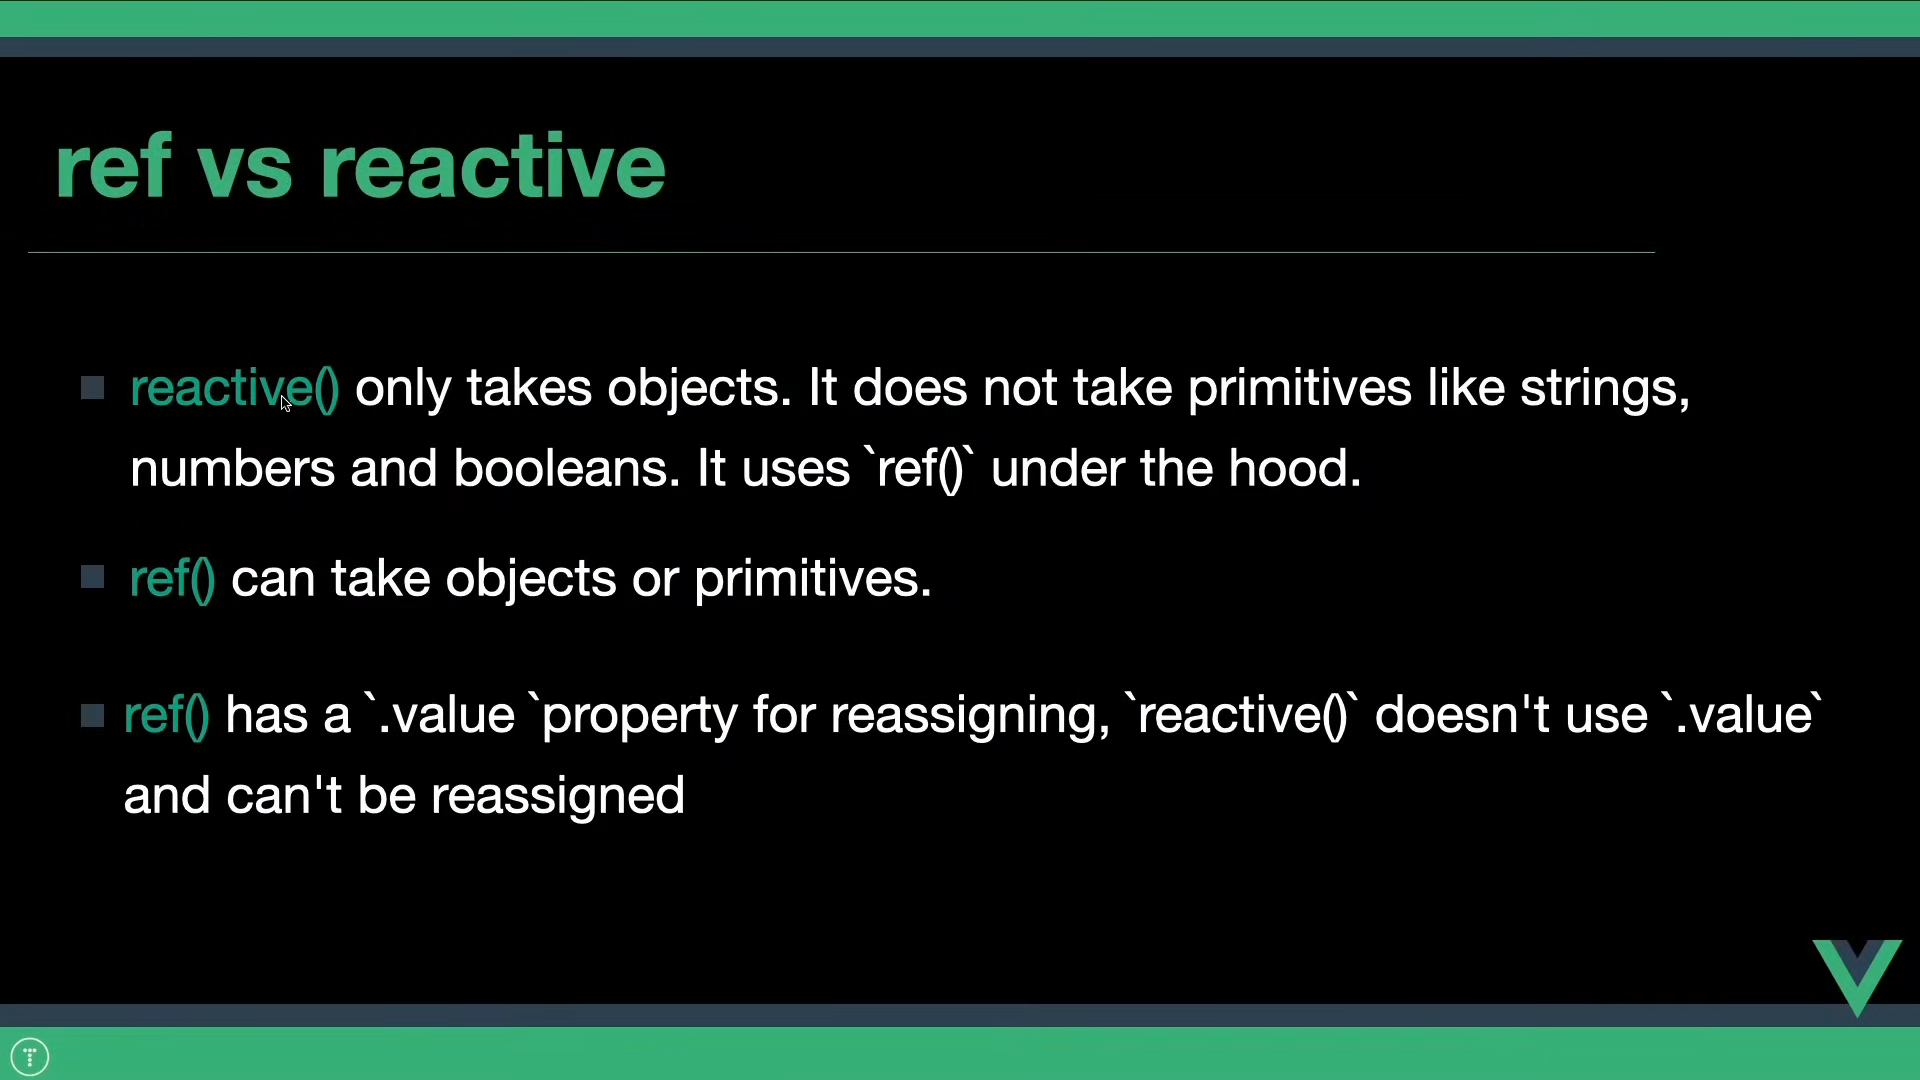 ref vs reactive
reactive() only takes objects. It does not take primitives like strings,
numbers and booleans. It uses `ref()` under the hood.
ref() can take objects or primitives.
ref() has a `.value `property for reassigning, `reactive()` doesn't use `.value`
and can't be reassigned